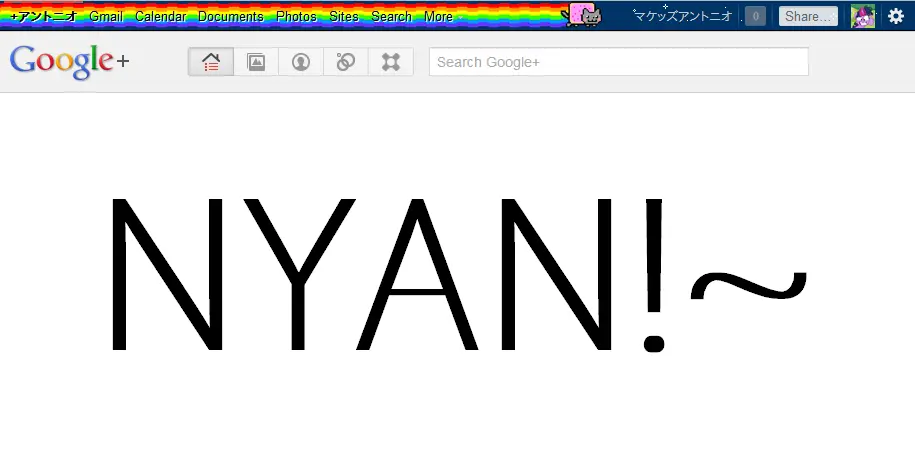 +アントニオ Gmail Calendar Documents Photos Sites Search More
マケッズアントニオ 0 Share...
Google+ Search Google+
NYAN!~